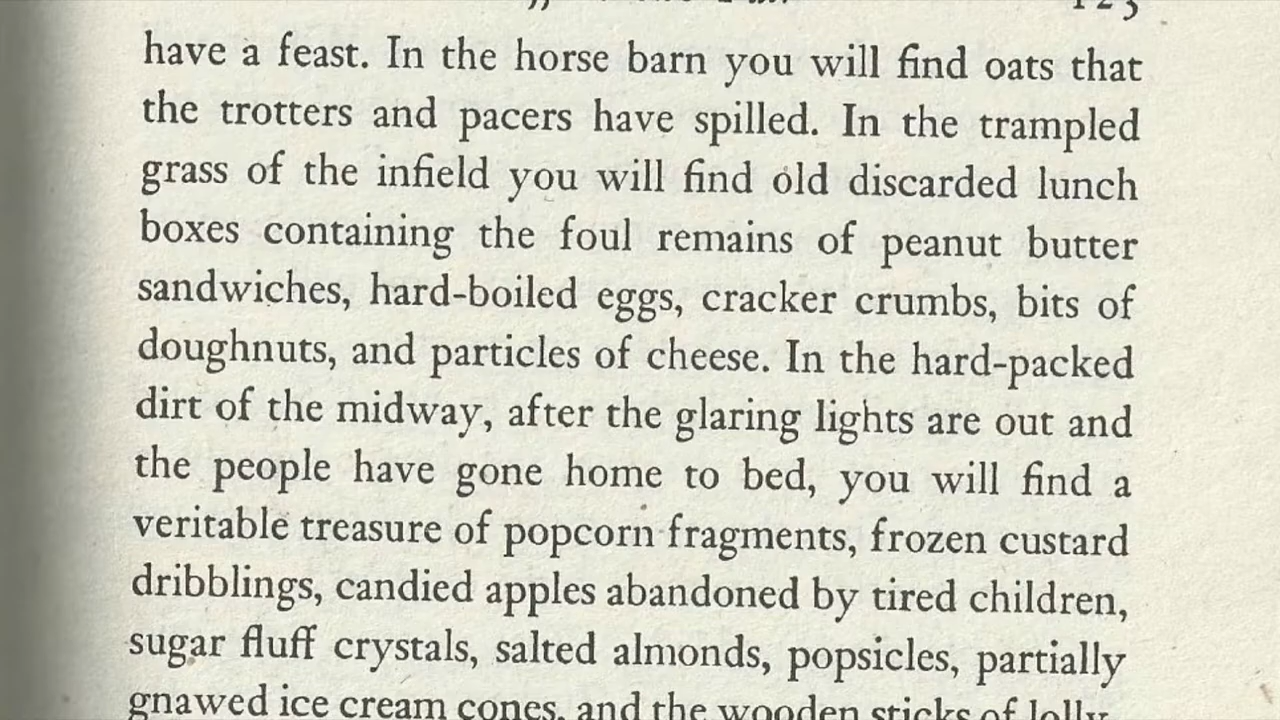 have a feast. In the horse barn you will find oats that
the trotters and pacers have spilled. In the trampled
grass of the infield you will find old discarded lunch
boxes containing the foul remains of peanut butter
sandwiches, hard-boiled eggs, cracker crumbs, bits of
doughnuts, and particles of cheese. In the hard-packed
dirt of the midway, after the glaring lights are out and
the people have gone home to bed, you will find a
veritable treasure of popcorn fragments, frozen custard
dribblings, candied apples abandoned by tired children,
sugar fluff crystals, salted almonds, popsicles, partially
gnawed ice cream cones, and the wooden sticks of lolly